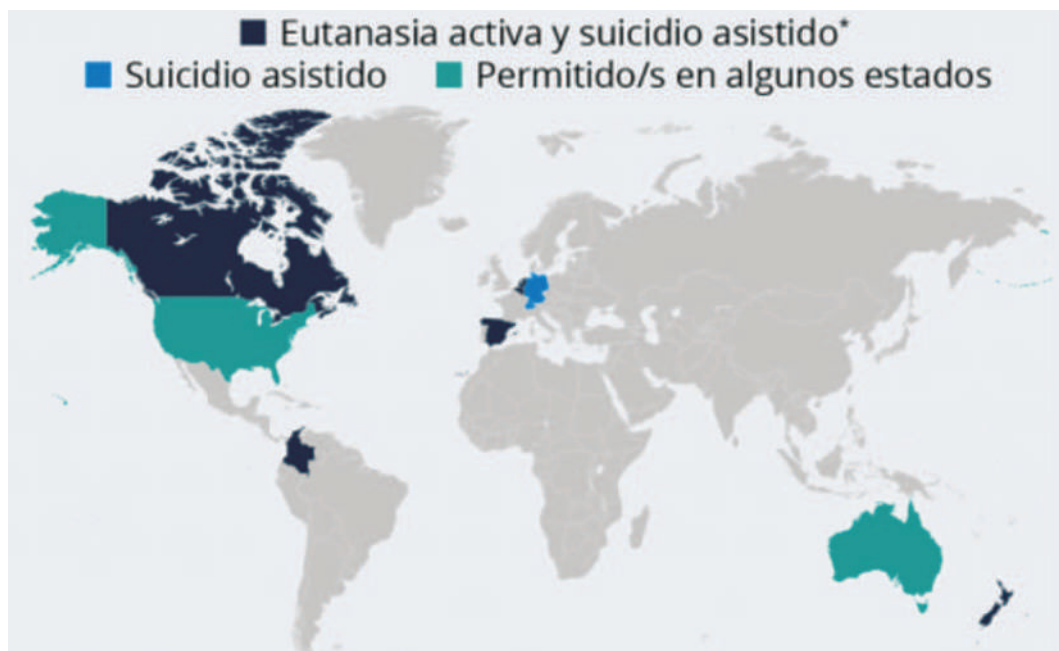 Eutanasia activa y suicidio asistido*
Suicidio asistido Permitido/s en algunos estados